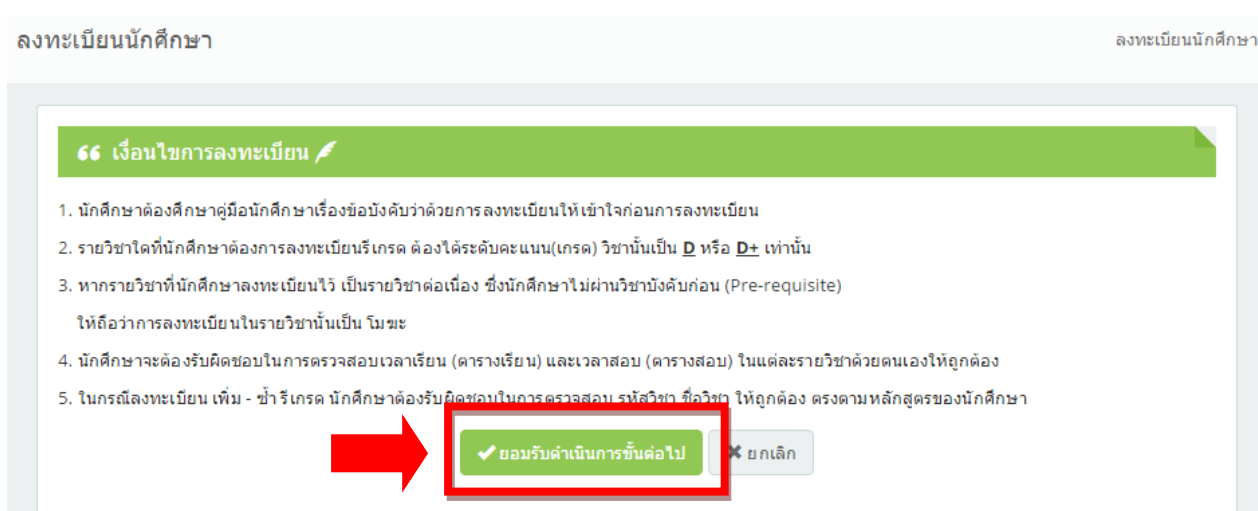 ลงทะเบียนนักศึกษา
ลงทะเบียนนักศึกษา
เงื่อนไขการลงทะเบียน
1. นักศึกษาต้องศึกษาคู่มือนักศึกษาเรื่องข้อบังคับว่าด้วยการลงทะเบียนให้เข้าใจก่อนการลงทะเบียน
2. รายวิชาใดที่นักศึกษาต้องการลงทะเบียนรีเกรด ต้องได้ระดับคะแนน(เกรด) วิชานั้นเป็น D หรือ D+ เท่านั้น
3. หากรายวิชาที่นักศึกษาลงทะเบียนไว้ เป็นรายวิชาต่อเนื่อง ซึ่งนักศึกษาไม่ผ่านวิชาบังคับก่อน (Pre-requisite)
ให้ถือว่าการลงทะเบียนในรายวิชานั้นเป็น โมฆะ
4. นักศึกษาจะต้องรับผิดชอบในการตรวจสอบเวลาเรียน (ตารางเรียน) และเวลาสอบ (ตารางสอบ) ในแต่ละรายวิชาด้วยตนเองให้ถูกต้อง
5. ในกรณีลงทะเบียน เพิ่ม - ซ้ำ รีเกรด นักศึกษาต้องรับผิดชอบในการตรวจสอบ รหัสวิชา ชื่อวิชา ให้ถูกต้อง ตรงตามหลักสูตรของนักศึกษา
ยอมรับดำเนินการขั้นต่อไป
ยกเลิก